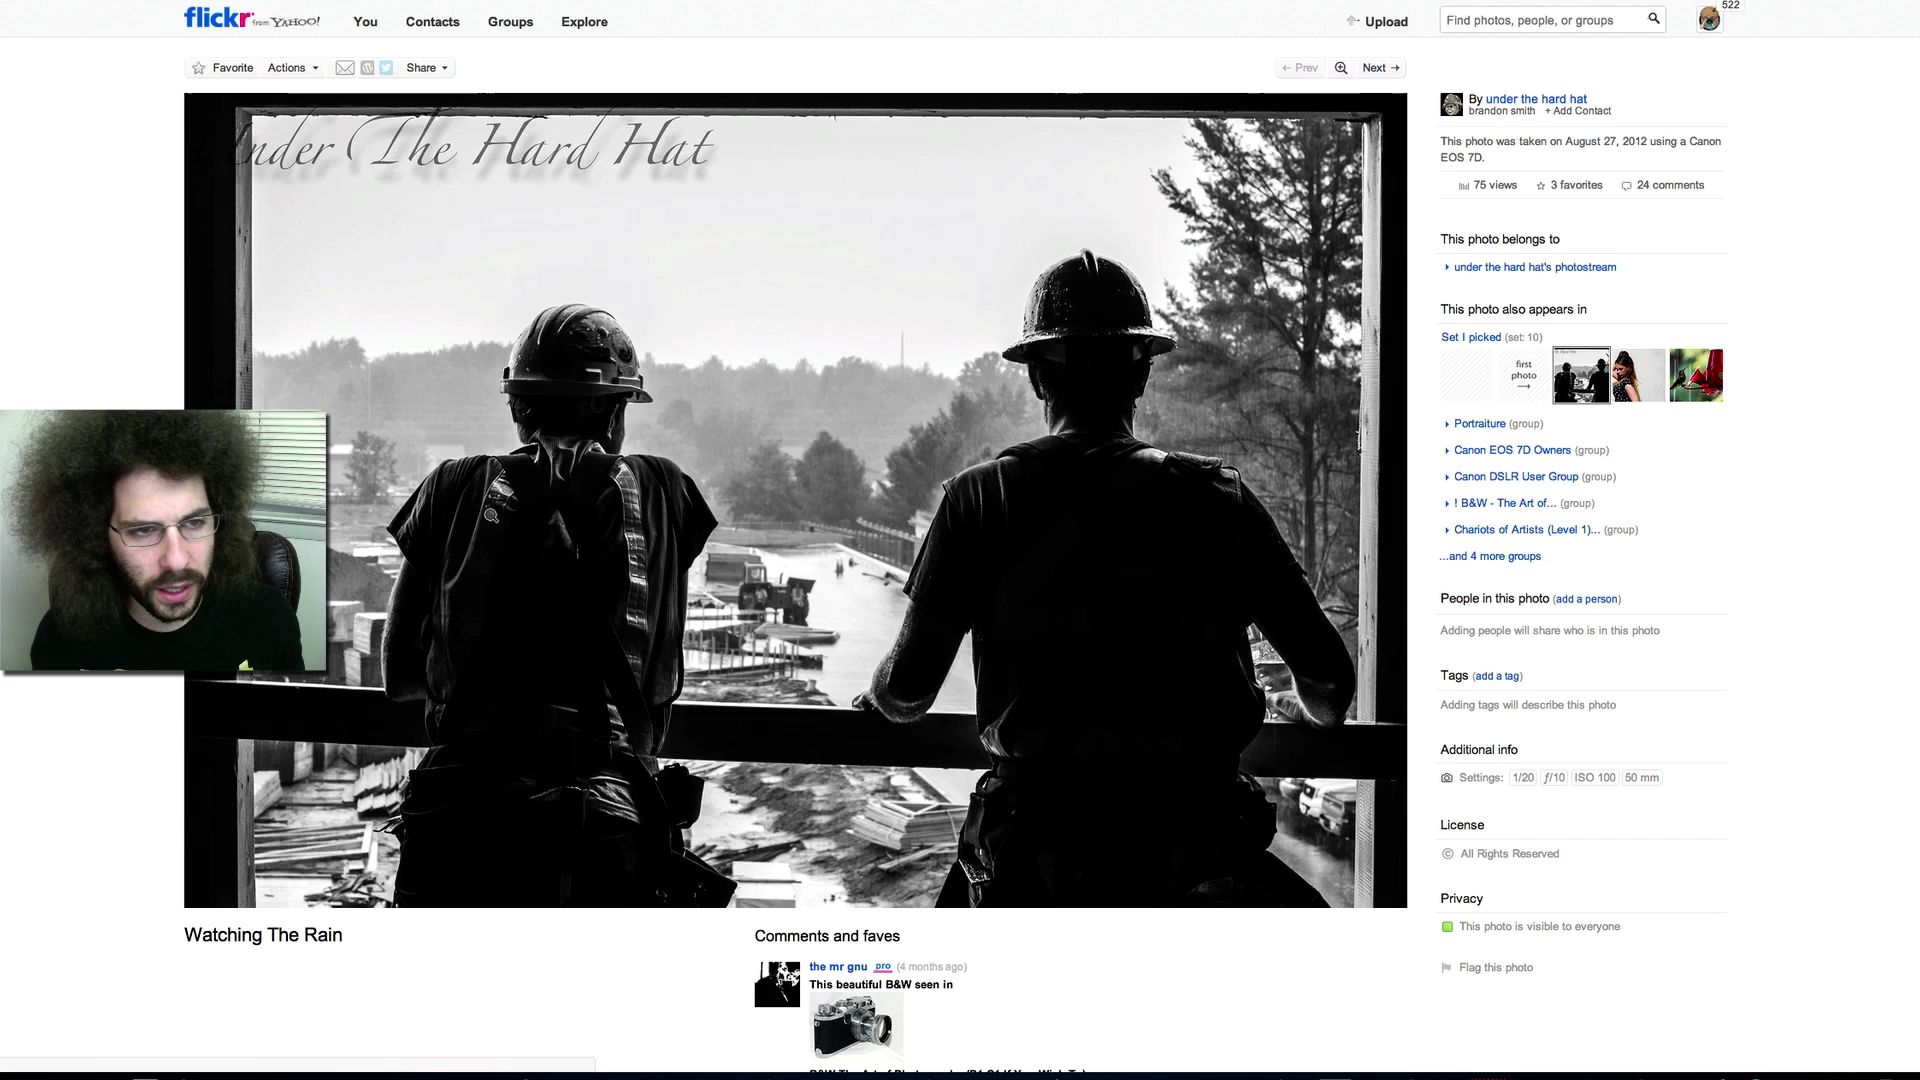 flickr from YAHOO!
You Contacts Groups Explore
Upload
Find photos, people, or groups
522
Favorite Actions Share
← Prev Next →
Under The Hard Hat
By under the hard hat
brandon smith + Add Contact
This photo was taken on August 27, 2012 using a Canon
EOS 7D.
75 views 3 favorites 24 comments
This photo belongs to
under the hard hat's photostream
This photo also appears in
Set I picked (set: 10)
first
photo
→
Portraiture (group)
Canon EOS 7D Owners (group)
Canon DSLR User Group (group)
! B&W - The Art of... (group)
Chariots of Artists (Level 1)... (group)
...and 4 more groups
People in this photo (add a person)
Adding people will share who is in this photo
Tags (add a tag)
Adding tags will describe this photo
Additional info
Settings: 1/20 ƒ/10 ISO 100 50 mm
License
© All Rights Reserved
Privacy
This photo is visible to everyone
Flag this photo
Watching The Rain
Comments and faves
the mr gnu pro (4 months ago)
This beautiful B&W seen in